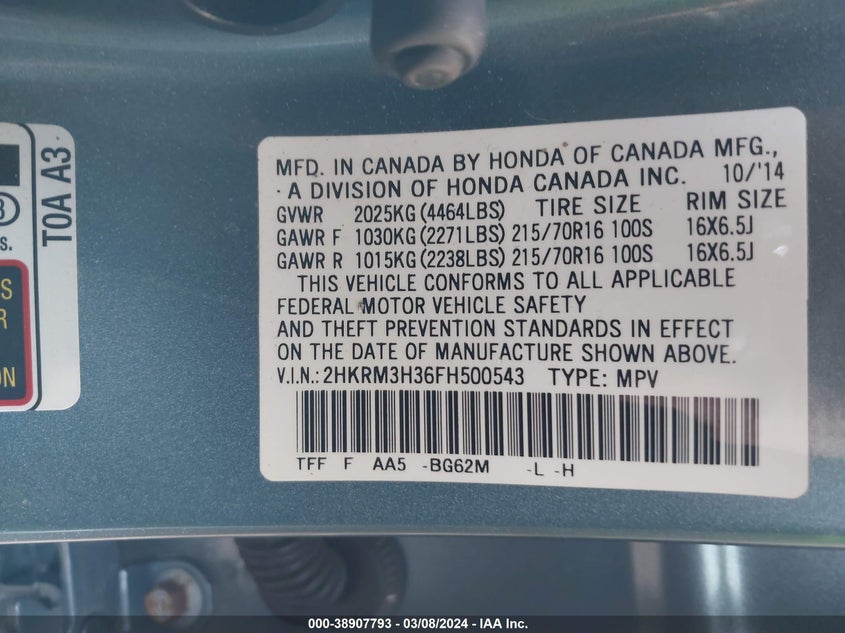 MFD. IN CANADA BY HONDA OF CANADA MFG.,
A DIVISION OF HONDA CANADA INC. 10/'14
GVWR 2025KG(4464LBS) TIRE SIZE RIM SIZE
GAWR F 1030KG(2271LBS) 215/70R16 100S 16X6.5J
GAWR R 1015KG(2238LBS) 215/70R16 100S 16X6.5J
THIS VEHICLE CONFORMS TO ALL APPLICABLE
FEDERAL MOTOR VEHICLE SAFETY
AND THEFT PREVENTION STANDARDS IN EFFECT
ON THE DATE OF MANUFACTURE SHOWN ABOVE.
V.I.N.: 2HKRM3H36FH500543 TYPE: MPV
TFF F AA5 -BG62M -L -H
T0A A3
000-38907793 - 03/08/2024 - IAA Inc.